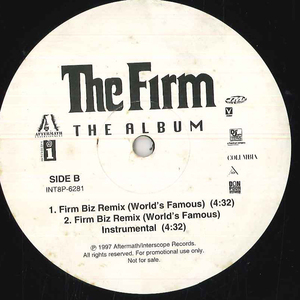 The Firm
THE ALBUM
AFTERMATH
COLUMBIA
SIDE B
INT8P-6281
1. Firm Biz Remix (World's Famous) (4:32)
2. Firm Biz Remix (World's Famous)
Instrumental (4:32)
℗ © 1997 Aftermath/Interscope Records.
All rights reserved. For promotional use only.
Not for sale.